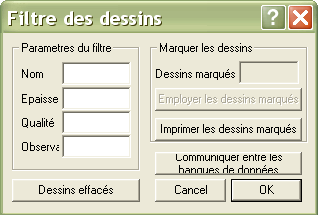 Filtre des dessins
Parametres du filtre
Nom
Epaisse
Qualité
Observa
Marquer les dessins
Dessins marqués
Employer les dessins marqués
Imprimer les dessins marqués
Communiquer entre les
banques de données
Dessins effacés
Cancel
OK